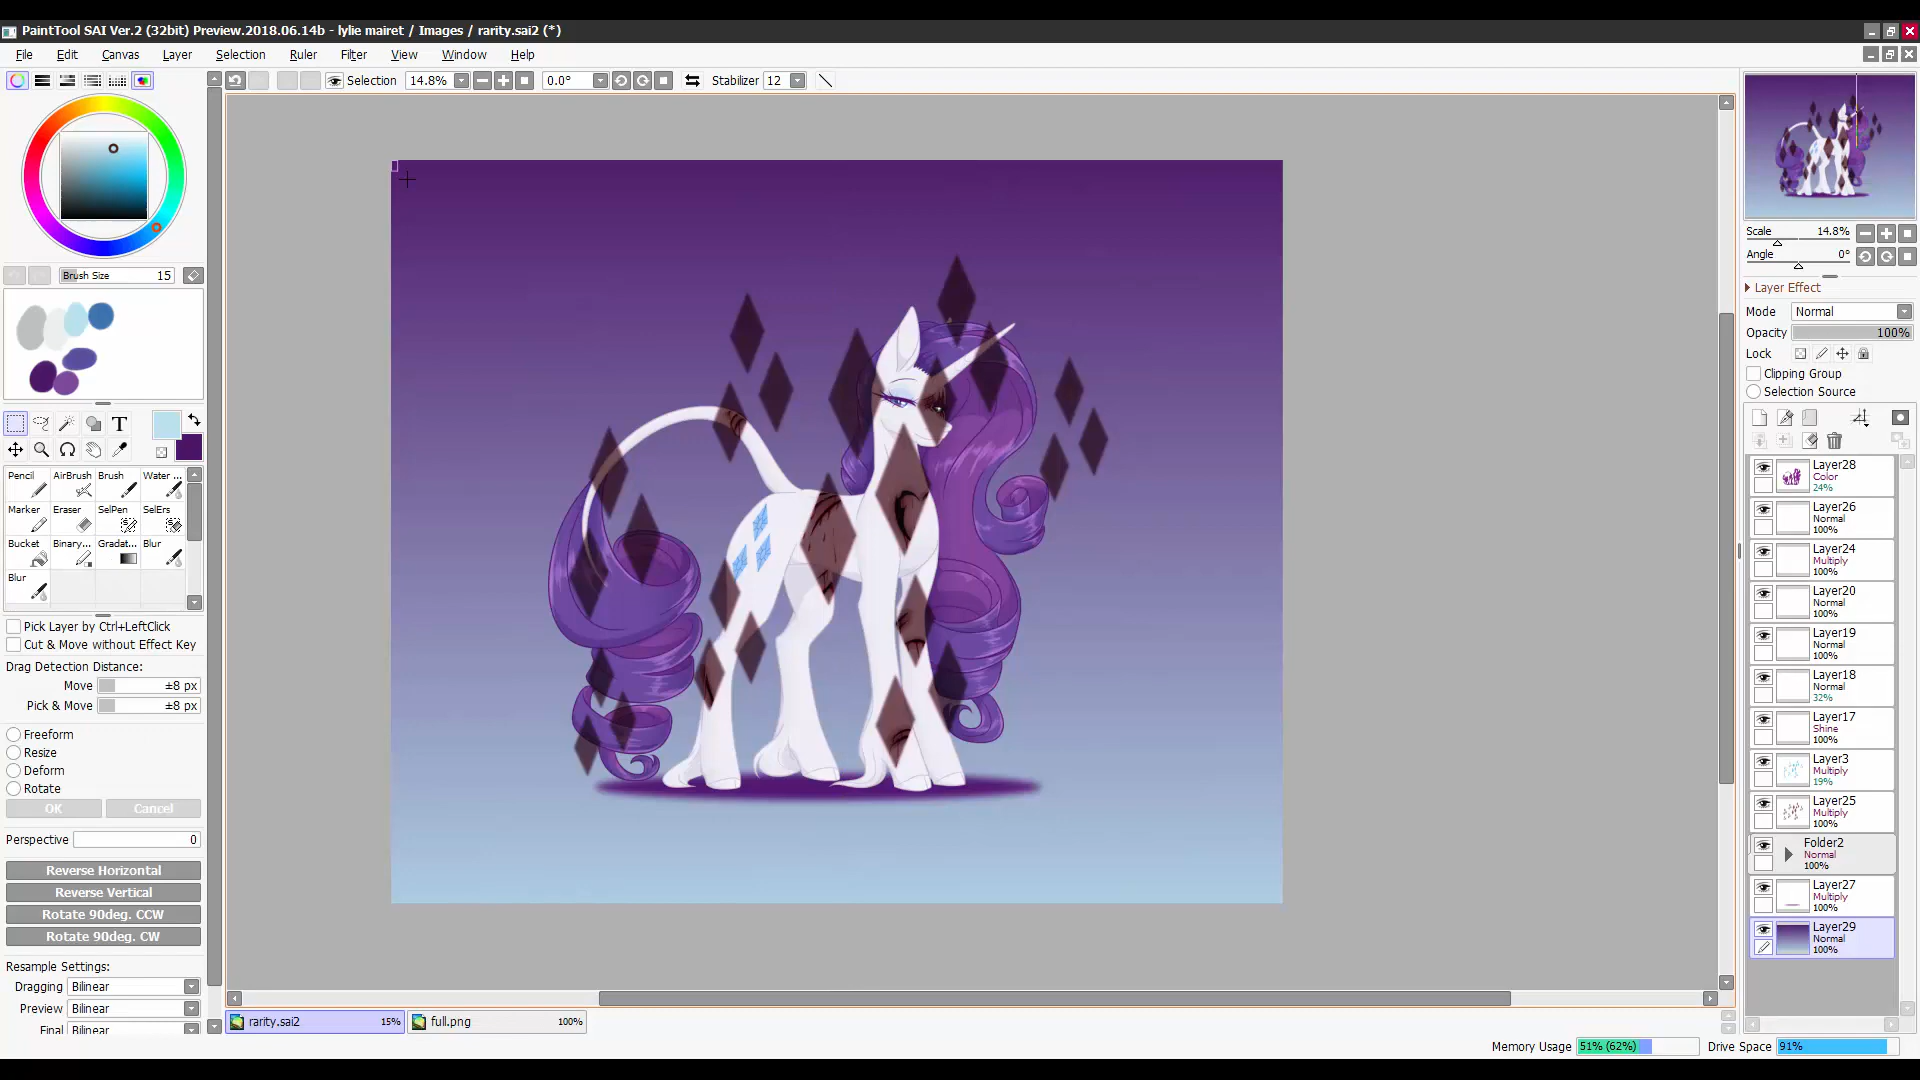 PaintTool SAI Ver.2 (32bit) Preview.2018.06.14b - lylie mairet / Images / rarity.sai2 (*)
File Edit Canvas Layer Selection Ruler Filter View Window Help
Selection 14.8% 0.0° Stabilizer 12
Brush Size 15
T
Pencil AirBrush Brush Water ...
Marker Eraser SelPen SelErs
Bucket Binary... Gradat... Blur
Blur
Pick Layer by Ctrl+LeftClick
Cut & Move without Effect Key
Drag Detection Distance:
Move ±8 px
Pick & Move ±8 px
Freeform
Resize
Deform
Rotate
OK Cancel
Perspective 0
Reverse Horizontal
Reverse Vertical
Rotate 90deg. CCW
Rotate 90deg. CW
Resample Settings:
Dragging Bilinear
Preview Bilinear
Final Bilinear
rarity.sai2 15% full.png 100%
Scale 14.8%
Angle 0°
Layer Effect
Mode Normal
Opacity 100%
Lock
Clipping Group
Selection Source
Layer28
Color
24%
Layer26
Normal
100%
Layer24
Multiply
100%
Layer20
Normal
100%
Layer19
Normal
100%
Layer18
Normal
32%
Layer17
Shine
100%
Layer3
Multiply
19%
Layer25
Multiply
100%
Folder2
Normal
100%
Layer27
Multiply
100%
Layer29
Normal
100%
Memory Usage 51% (62%) Drive Space 91%